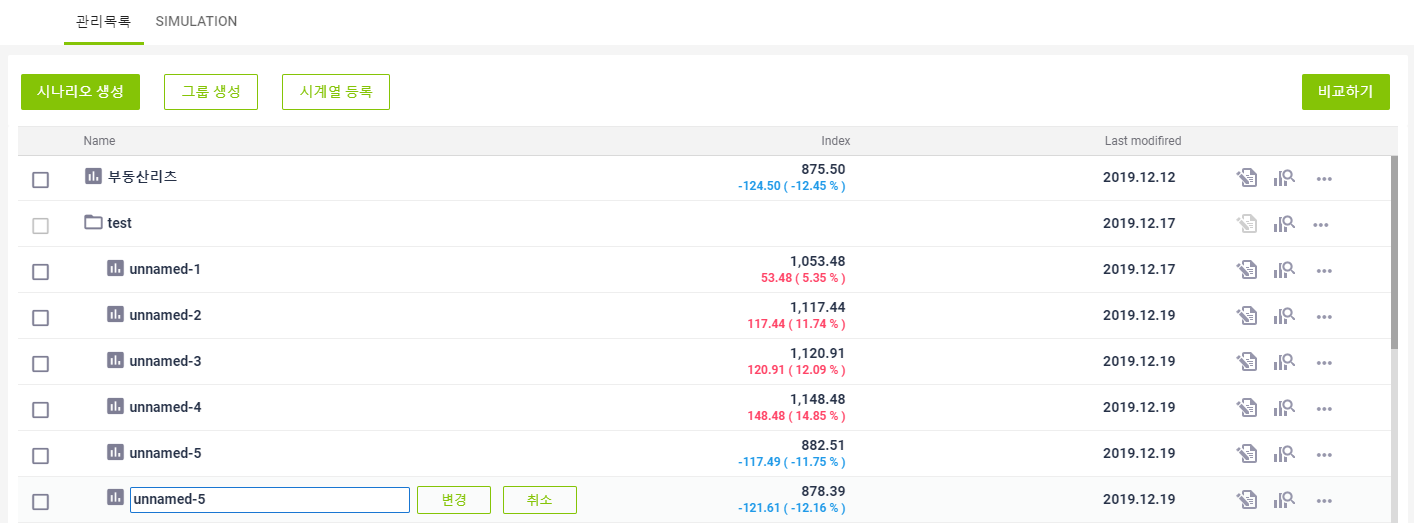 관리목록 SIMULATION
시나리오 생성 그룹 생성 시계열 등록 비교하기
Name Index Last modifired
부동산리츠 875.50 2019.12.12
-124.50 ( -12.45 % )
test 2019.12.17
unnamed-1 1,053.48 2019.12.17
53.48 ( 5.35 % )
unnamed-2 1,117.44 2019.12.19
117.44 ( 11.74 % )
unnamed-3 1,120.91 2019.12.19
120.91 ( 12.09 % )
unnamed-4 1,148.48 2019.12.19
148.48 ( 14.85 % )
unnamed-5 882.51 2019.12.19
-117.49 ( -11.75 % )
unnamed-5 변경 취소 878.39 2019.12.19
-121.61 ( -12.16 % )